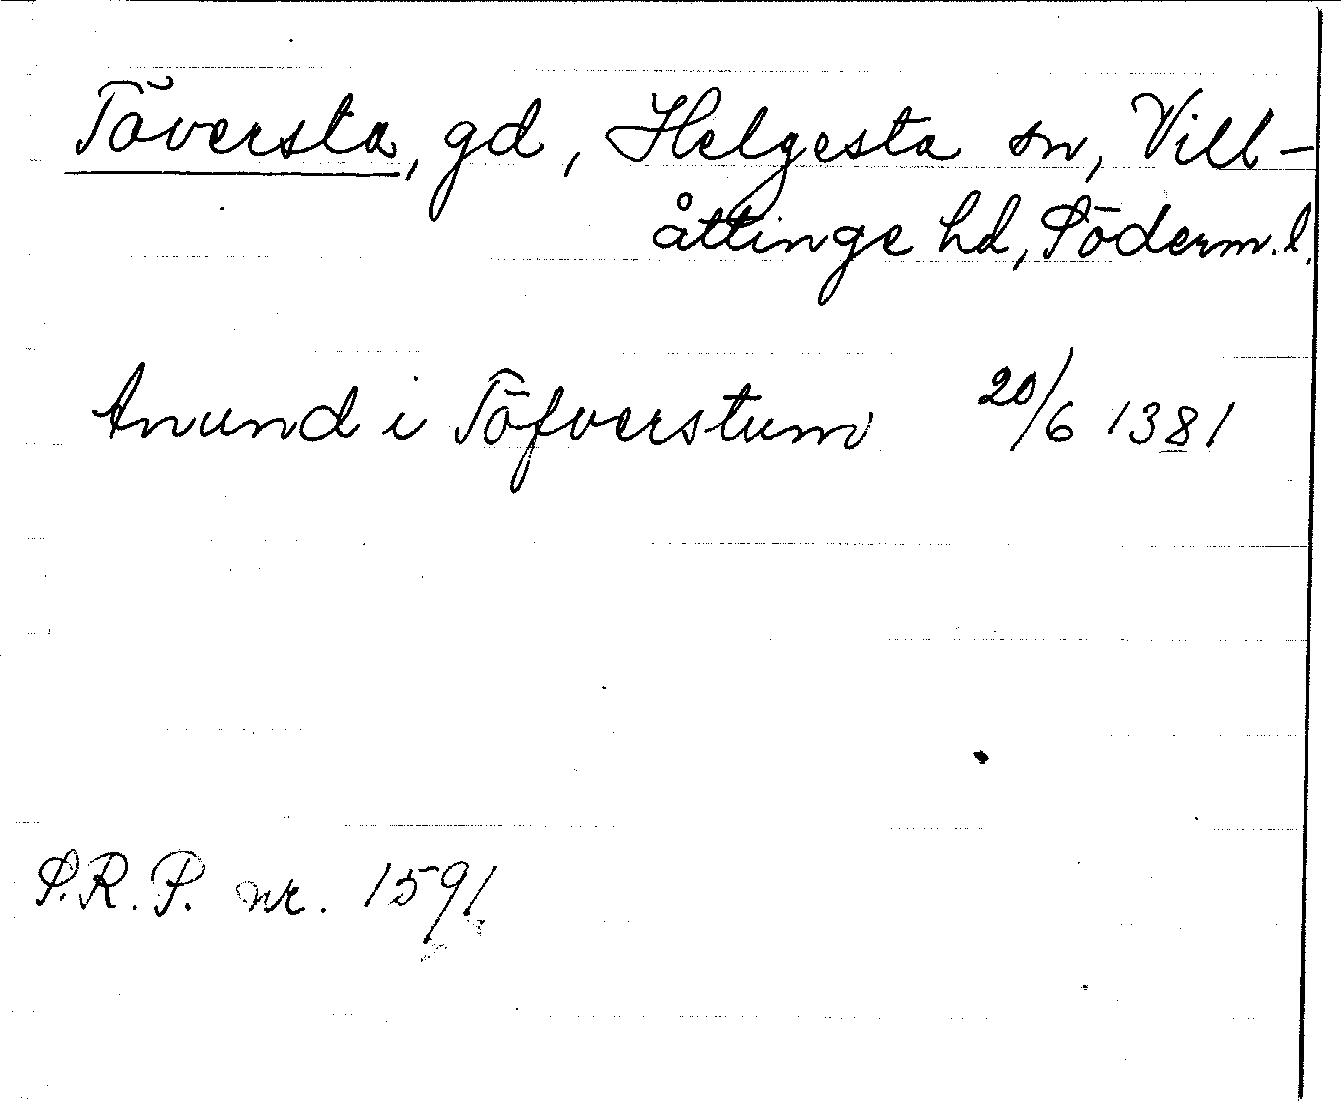 Töversta, gd, Helgesta sn, Vill-
åttinge hd, Söderm. l.
Anund i Töfverstum 20/6 1381
S.R.P. nr. 1591